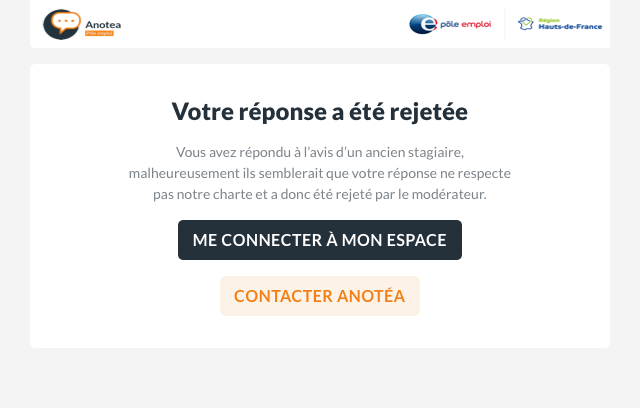 Anotea
Pôle emploi
pôle emploi
Région
Hauts-de-France
Votre réponse a été rejetée
Vous avez répondu à l'avis d'un ancien stagiaire,
malheureusement ils semblerait que votre réponse ne respecte
pas notre charte et a donc été rejeté par le modérateur.
ME CONNECTER À MON ESPACE
CONTACTER ANOTÉA